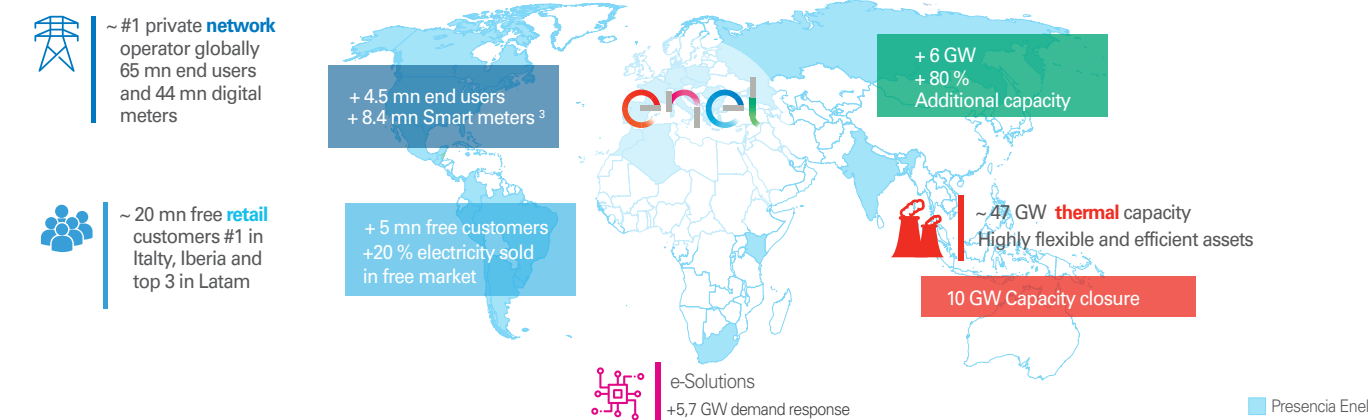 ~ #1 private network
operator globally
65 mn end users
and 44 mn digital
meters
+ 4.5 mn end users
+ 8.4 mn Smart meters 3
enel
+ 6 GW
+ 80 %
Additional capacity
~ 20 mn free retail
customers #1 in
Italty, Iberia and
top 3 in Latam
+ 5 mn free customers
+20 % electricity sold
in free market
~ 47 GW thermal capacity
Highly flexible and efficient assets
10 GW Capacity closure
e-Solutions
+5,7 GW demand response
Presencia Enel